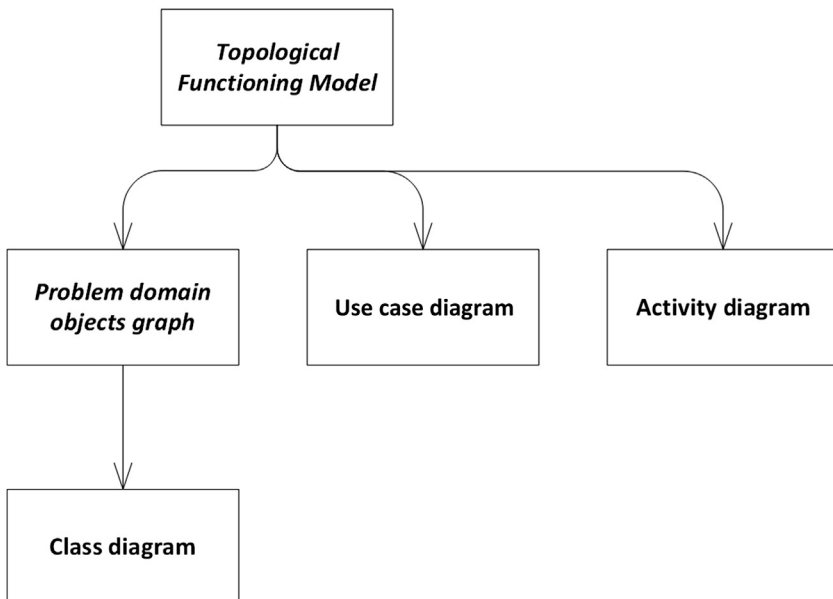 Topological
Functioning Model
Problem domain
objects graph
Use case diagram
Activity diagram
Class diagram